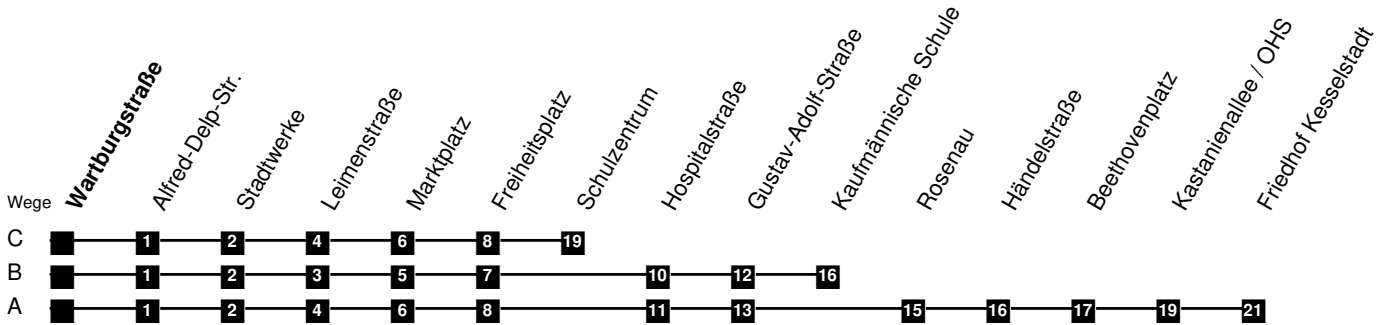 Wartburgstraße
Alfred-Delp-Str.
Stadtwerke
Leimenstraße
Marktplatz
Freiheitsplatz
Schulzentrum
Hospitalstraße
Gustav-Adolf-Straße
Kaufmännische Schule
Rosenau
Händelstraße
Beethovenplatz
Kastanienallee / OHS
Friedhof Kesselstadt
Wege
C 1 2 4 6 8 19
B 1 2 3 5 7 10 12 16
A 1 2 4 6 8 11 13 15 16 17 19 21